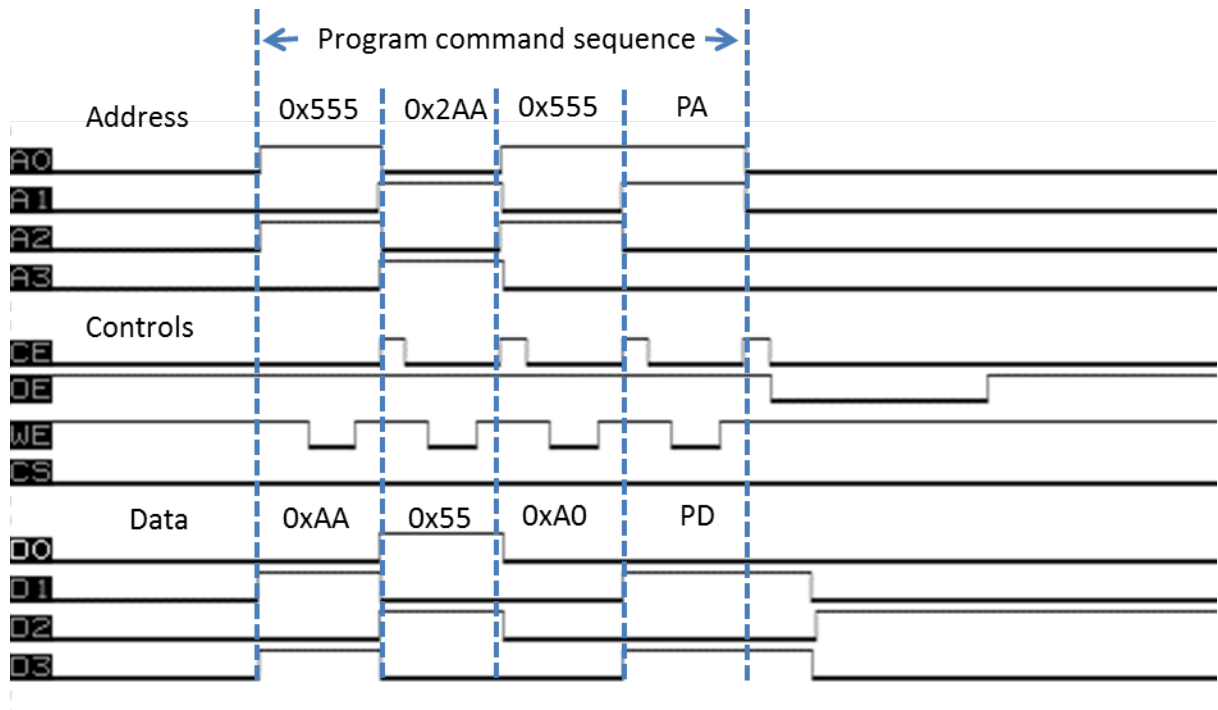 Program command sequence
Address 0x555 0x2AA 0x555 PA
A0
A1
A2
A3
Controls
CE
OE
WE
CS
Data 0xAA 0x55 0xA0 PD
D0
D1
D2
D3